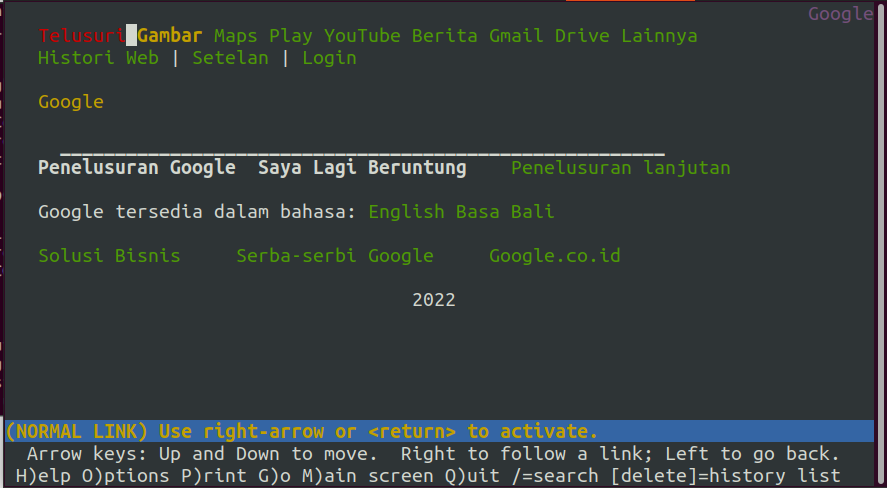 Google
Telusuri Gambar Maps Play YouTube Berita Gmail Drive Lainnya
Histori Web | Setelan | Login
Google
_______________________________________________________
Penelusuran Google  Saya Lagi Beruntung    Penelusuran lanjutan
Google tersedia dalam bahasa: English Basa Bali
Solusi Bisnis     Serba-serbi Google     Google.co.id
2022
(NORMAL LINK) Use right-arrow or <return> to activate.
Arrow keys: Up and Down to move.  Right to follow a link; Left to go back.
H)elp O)ptions P)rint G)o M)ain screen Q)uit /=search [delete]=history list